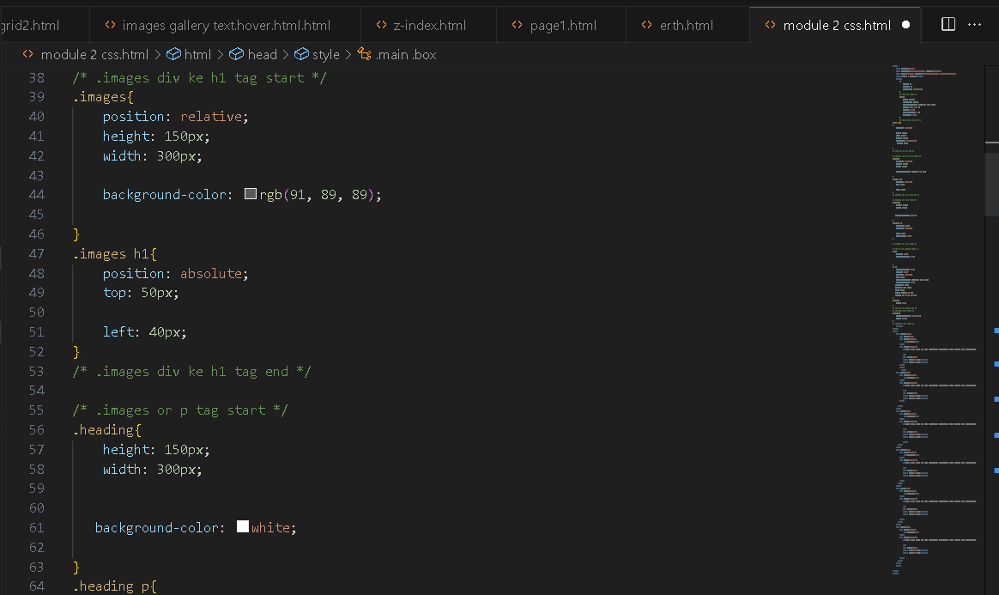 grid2.html images gallery text.hover.html.html z-index.html page1.html erth.html module 2 css.html
module 2 css.html > html > head > style > .main .box
38 /* .images div ke h1 tag start */
39 .images{
40 position: relative;
41 height: 150px;
42 width: 300px;
43
44 background-color: rgb(91, 89, 89);
45
46 }
47 .images h1{
48 position: absolute;
49 top: 50px;
50
51 left: 40px;
52 }
53 /* .images div ke h1 tag end */
54
55 /* .images or p tag start */
56 .heading{
57 height: 150px;
58 width: 300px;
59
60
61 background-color: white;
62
63 }
64 .heading p{